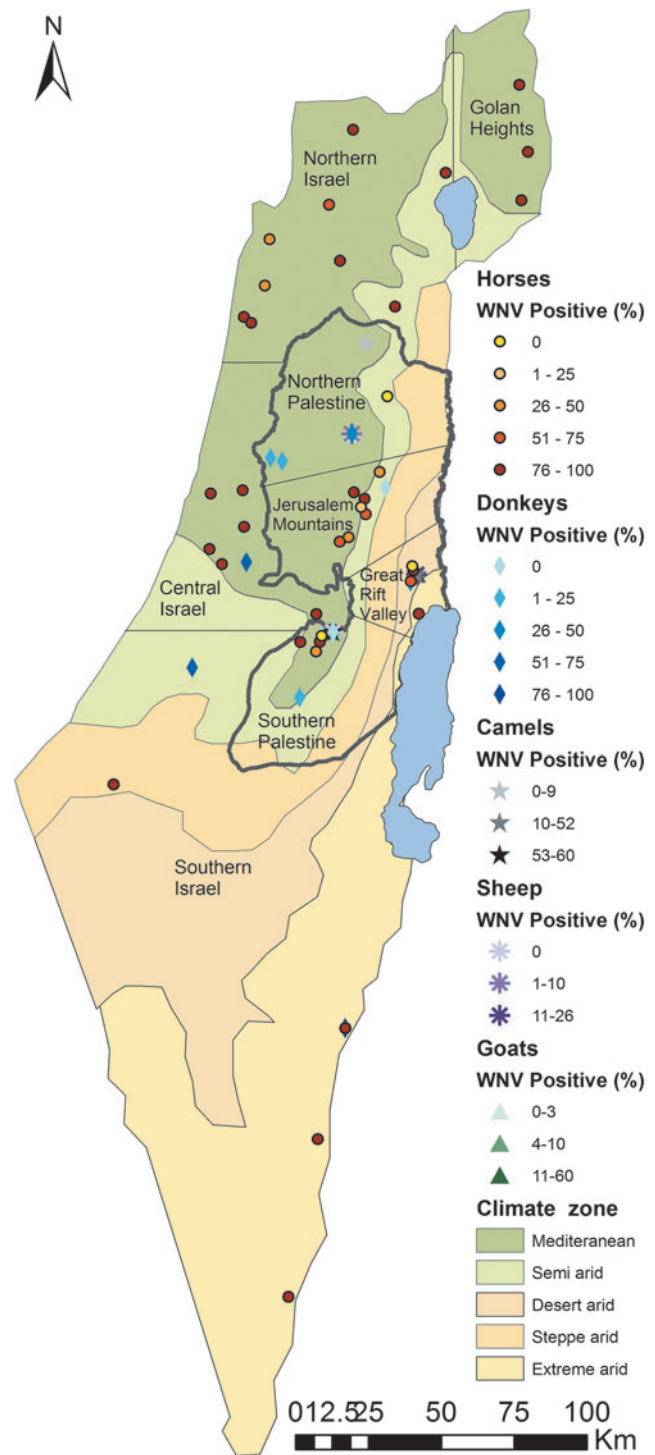 N
Golan
Heights
Northern
Israel
Northern
Palestine
Jerusalem
Mountains
Great
Rift
Valley
Central
Israel
Southern
Palestine
Southern
Israel
Horses
WNV Positive (%)
0
1 - 25
26 - 50
51 - 75
76 - 100
Donkeys
WNV Positive (%)
0
1 - 25
26 - 50
51 - 75
76 - 100
Camels
WNV Positive (%)
0-9
10-52
53-60
Sheep
WNV Positive (%)
0
1-10
11-26
Goats
WNV Positive (%)
0-3
4-10
11-60
Climate zone
Mediteranean
Semi arid
Desert arid
Steppe arid
Extreme arid
012.525 50 75 100
Km